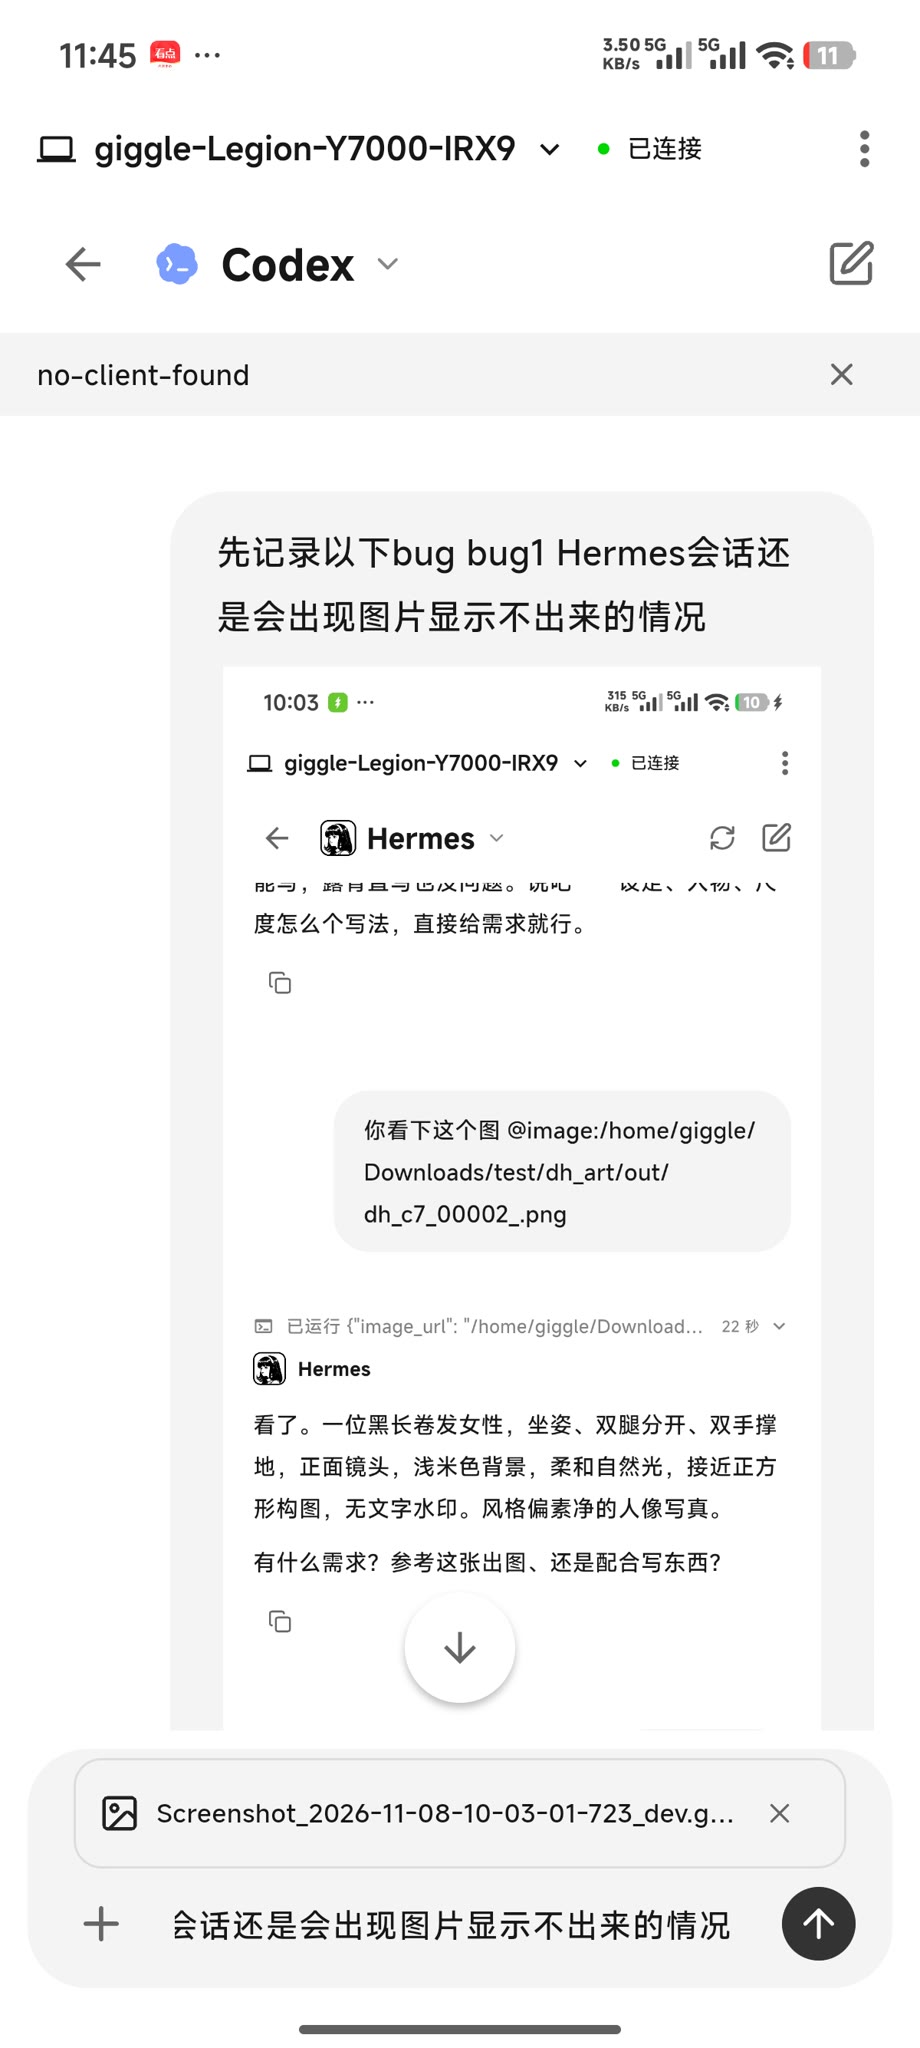 11:45 看点 ...
3.50 KB/s 5G 5G 11
giggle-Legion-Y7000-IRX9 已连接
Codex
no-client-found
先记录以下bug bug1 Hermes会话还
是会出现图片显示不出来的情况
10:03 ...
315 KB/s 5G 5G 10
giggle-Legion-Y7000-IRX9 已连接
Hermes
度怎么个写法，直接给需求就行。
你看下这个图 @image:/home/giggle/
Downloads/test/dh_art/out/
dh_c7_00002_.png
已运行 {"image_url": "/home/giggle/Download... 22 秒
Hermes
看了。一位黑长卷发女性，坐姿、双腿分开、双手撑
地，正面镜头，浅米色背景，柔和自然光，接近正方
形构图，无文字水印。风格偏素净的人像写真。
有什么需求？参考这张出图、还是配合写东西？
Screenshot_2026-11-08-10-03-01-723_dev.g...
会话还是会出现图片显示不出来的情况